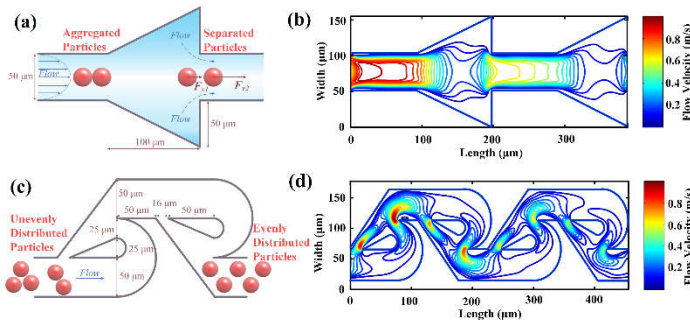 (a)
Aggregated
Particles
Separated
Particles
Flow
50 μm
Flow
Flow
100 μm
50 μm
(b)
Width (μm)
150
100
50
0
0
100
200
300
Length (μm)
0.8
0.6
0.4
0.2
Flow Velocity (m/s)
(c)
Unevenly
Distributed
Particles
50 μm
50 μm
16 μm
50 μm
25 μm
25 μm
50 μm
Flow
Evenly
Distributed
Particles
(d)
Width (μm)
150
100
50
0
0
100
200
300
400
Length (μm)
0.8
0.6
0.4
0.2
Flow Velocity (m/s)